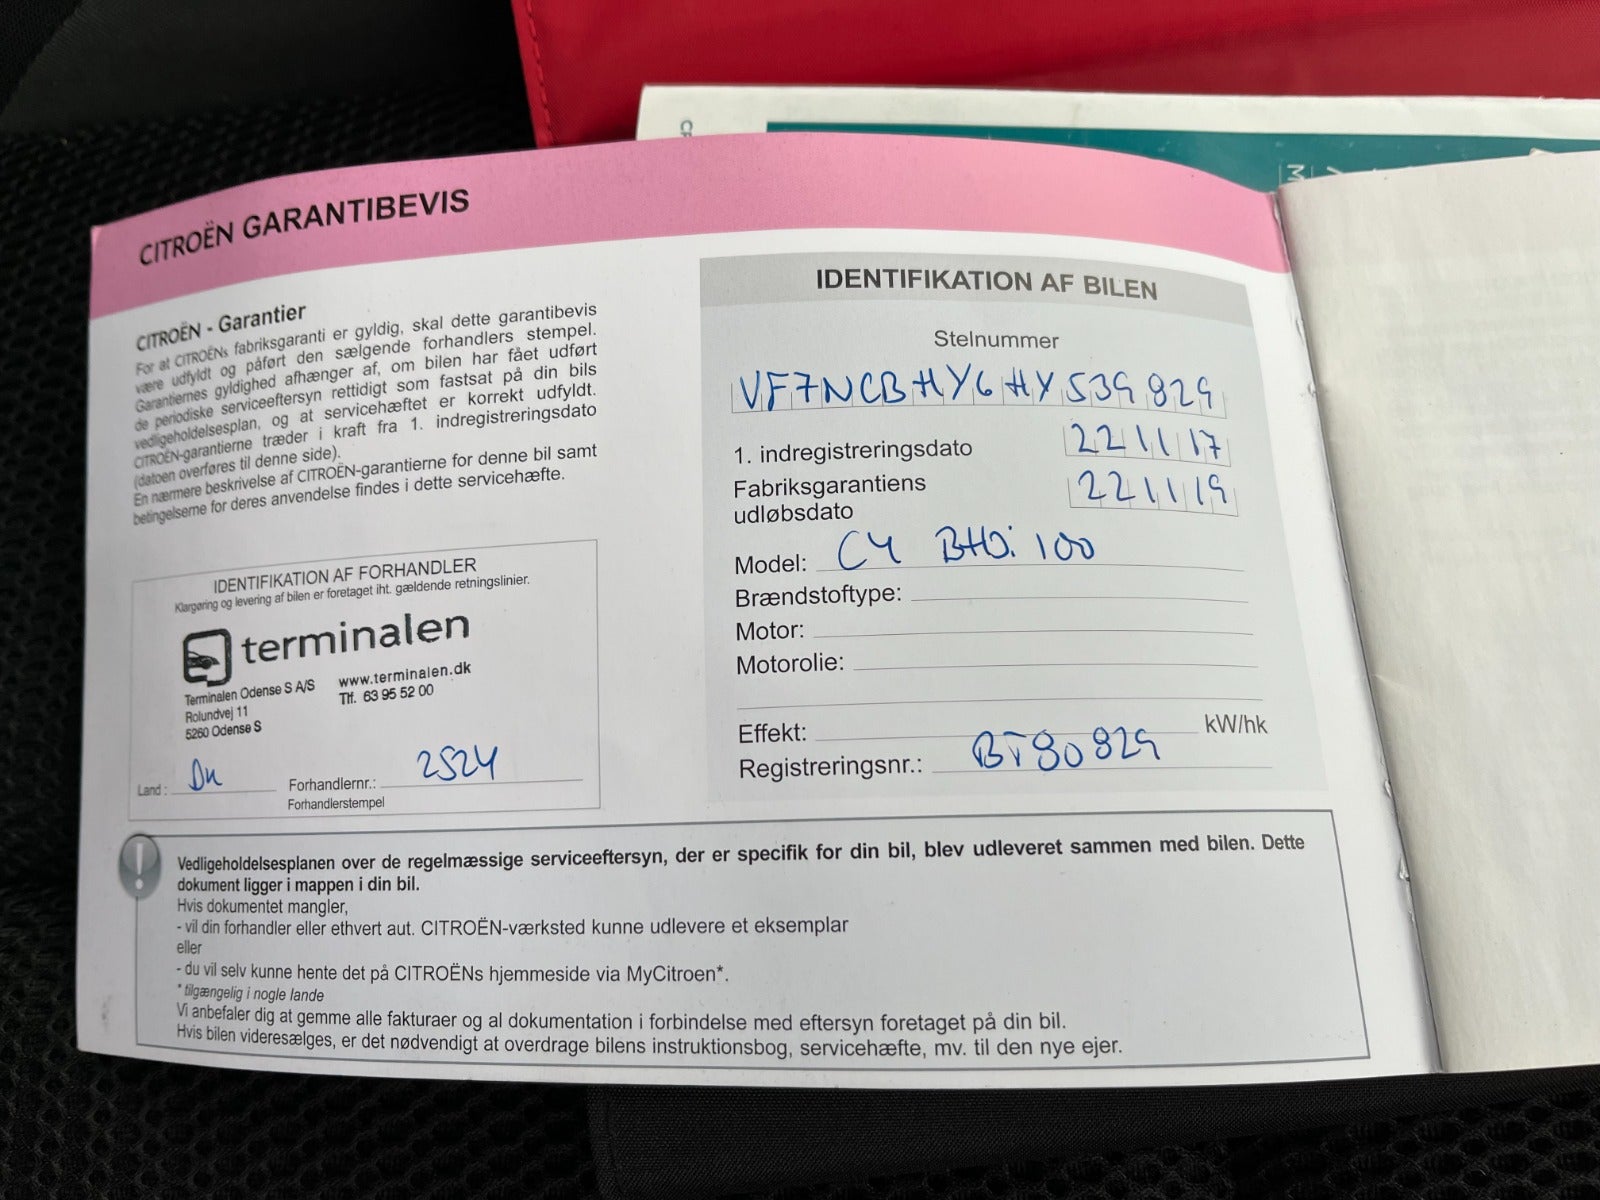 CITROËN GARANTIBEVIS
CITROËN - Garantier
For at CITROËNs fabriksgaranti er gyldig, skal dette garantibevis
være udfyldt og påført den sælgende forhandlers stempel.
Garantiernes gyldighed afhænger af, om bilen har fået udført
de periodiske serviceeftersyn rettidigt som fastsat på din bils
vedligeholdelsesplan, og at servicehæftet er korrekt udfyldt.
CITROËN-garantierne træder i kraft fra 1. indregistreringsdato
(datoen overføres til denne side).
En nærmere beskrivelse af CITROËN-garantierne for denne bil samt
betingelserne for deres anvendelse findes i dette servicehæfte.
IDENTIFIKATION AF FORHANDLER
Klargøring og levering af bilen er foretaget iht. gældende retningslinier.
terminalen
Terminalen Odense S A/S
Rolundvej 11
5260 Odense S
www.terminalen.dk
Tlf. 63 95 52 00
Land : Dk
Forhandlernr.: 2524
Forhandlerstempel
IDENTIFIKATION AF BILEN
Stelnummer
VF7NCBHY6HY539829
1. indregistreringsdato 221117
Fabriksgarantiens
udløbsdato 221119
Model: C4 BHDi 100
Brændstoftype:
Motor:
Motorolie:
Effekt: kW/hk
Registreringsnr.: BT80829
Vedligeholdelsesplanen over de regelmæssige serviceeftersyn, der er specifik for din bil, blev udleveret sammen med bilen. Dette
dokument ligger i mappen i din bil.
Hvis dokumentet mangler,
- vil din forhandler eller ethvert aut. CITROËN-værksted kunne udlevere et eksemplar
eller
- du vil selv kunne hente det på CITROËNs hjemmeside via MyCitroen*.
* tilgængelig i nogle lande
Vi anbefaler dig at gemme alle fakturaer og al dokumentation i forbindelse med eftersyn foretaget på din bil.
Hvis bilen videresælges, er det nødvendigt at overdrage bilens instruktionsbog, servicehæfte, mv. til den nye ejer.